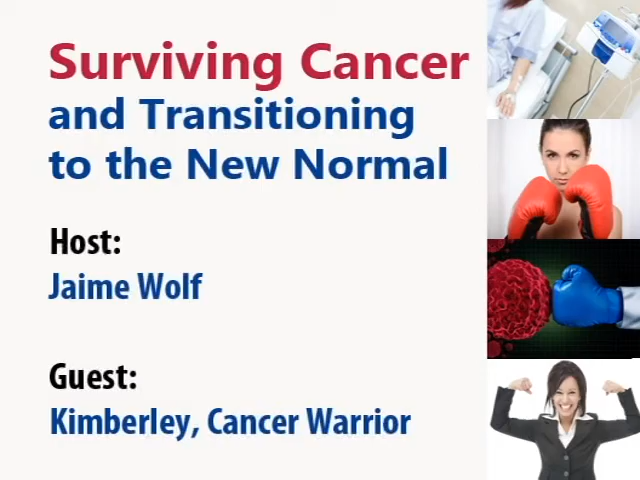 Surviving Cancer
and Transitioning
to the New Normal
Host:
Jaime Wolf
Guest:
Kimberley, Cancer Warrior